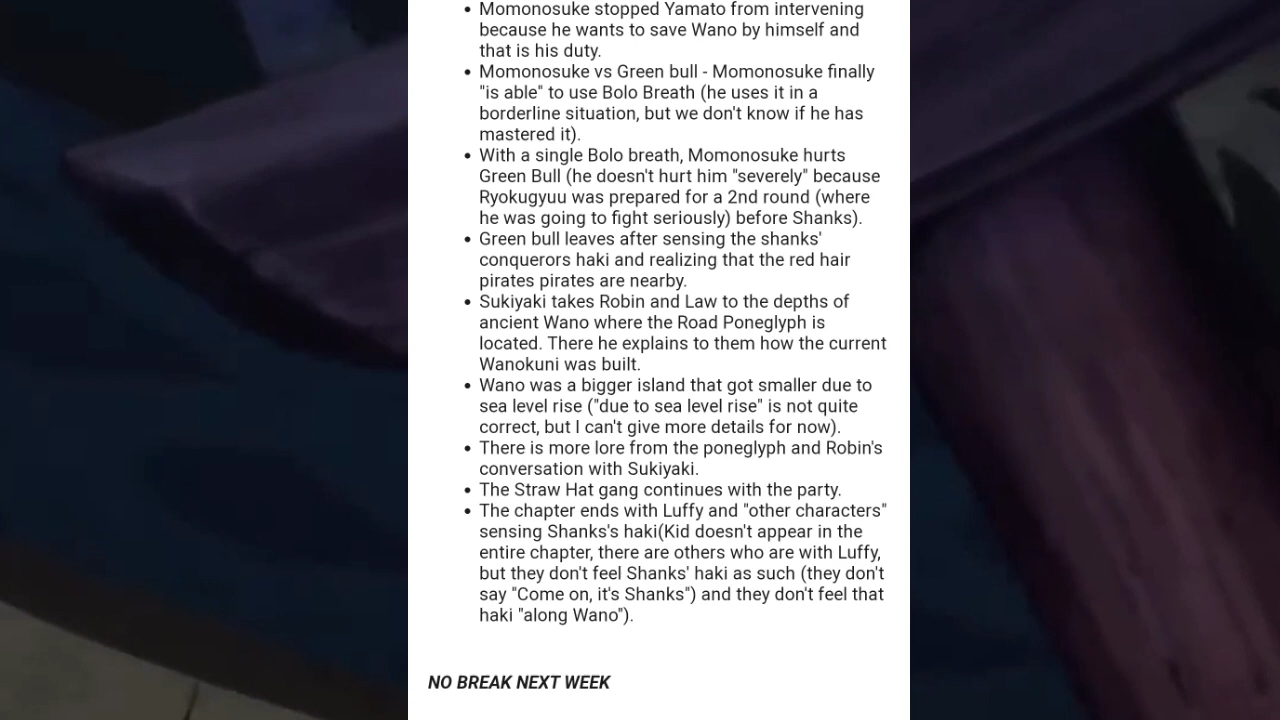 • Momonosuke stopped Yamato from intervening
because he wants to save Wano by himself and
that is his duty.
• Momonosuke vs Green bull - Momonosuke finally
"is able" to use Bolo Breath (he uses it in a
borderline situation, but we don't know if he has
mastered it).
• With a single Bolo breath, Momonosuke hurts
Green Bull (he doesn't hurt him "severely" because
Ryokugyuu was prepared for a 2nd round (where
he was going to fight seriously) before Shanks).
• Green bull leaves after sensing the shanks'
conquerors haki and realizing that the red hair
pirates pirates are nearby.
• Sukiyaki takes Robin and Law to the depths of
ancient Wano where the Road Poneglyph is
located. There he explains to them how the current
Wanokuni was built.
• Wano was a bigger island that got smaller due to
sea level rise ("due to sea level rise" is not quite
correct, but I can't give more details for now).
• There is more lore from the poneglyph and Robin's
conversation with Sukiyaki.
• The Straw Hat gang continues with the party.
• The chapter ends with Luffy and "other characters"
sensing Shanks's haki(Kid doesn't appear in the
entire chapter, there are others who are with Luffy,
but they don't feel Shanks' haki as such (they don't
say "Come on, it's Shanks") and they don't feel that
haki "along Wano").
NO BREAK NEXT WEEK